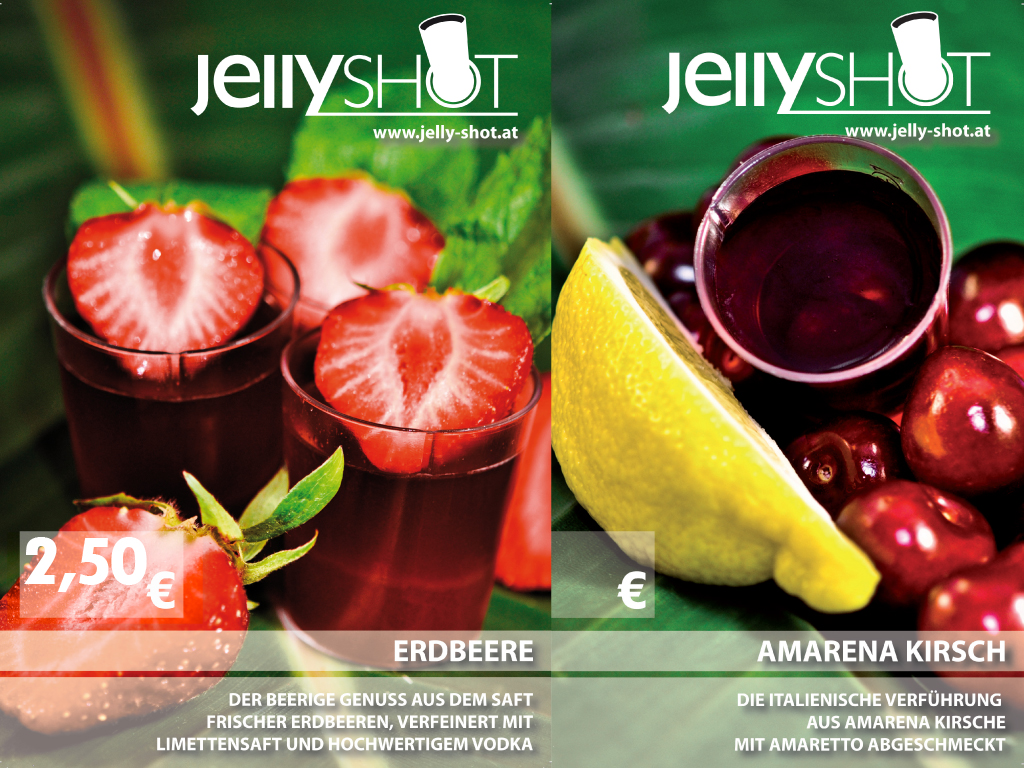 JellySHOT
www.jelly-shot.at
2,50 €
ERDBEERE
DER BEERIGE GENUSS AUS DEM SAFT
FRISCHER ERDBEEREN, VERFEINERT MIT
LIMETTENSAFT UND HOCHWERTIGEM VODKA
JellySHOT
www.jelly-shot.at
€
AMARENA KIRSCH
DIE ITALIENISCHE VERFÜHRUNG
AUS AMARENA KIRSCHE
MIT AMARETTO ABGESCHMECKT